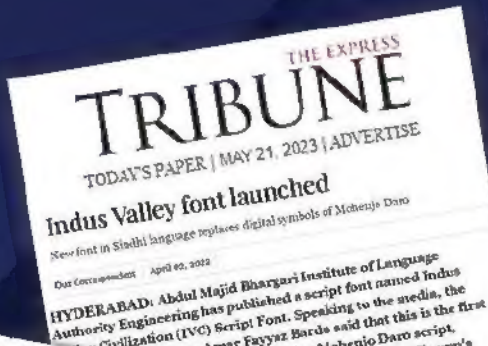 THE EXPRESS
TRIBUNE
TODAY'S PAPER | MAY 21, 2023 | ADVERTISE
Indus Valley font launched
New font in Sindhi language replaces digital symbols of Mohenjo Daro
Our Correspondent April 02, 2022
HYDERABAD: Abdul Majid Bhargari Institute of Language
Authority Engineering has published a script font named Indus
Civilization (IVC) Script Font. Speaking to the media, the
Fayyaz Barda said that this is the first
Daro script,